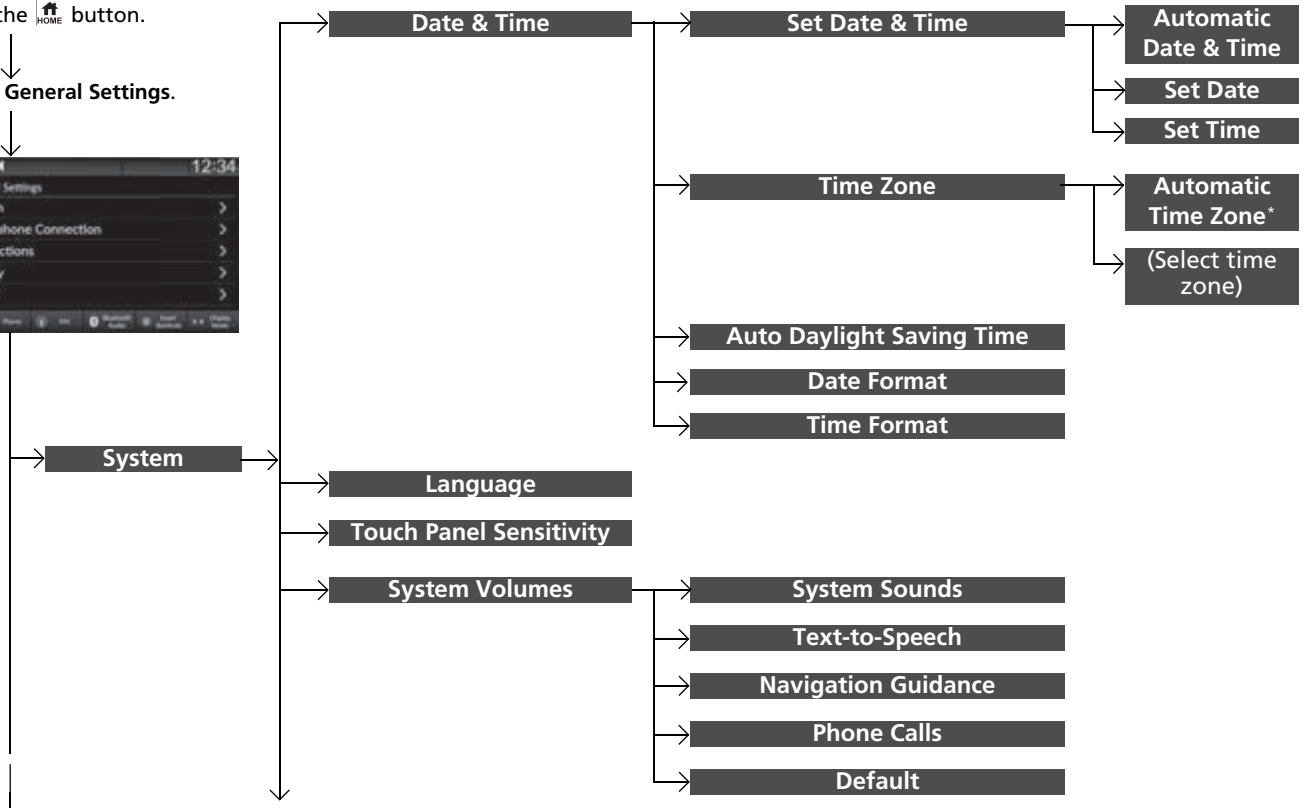 the HOME button.
General Settings.
12:34
Settings
phone Connection
ctions
System
Date & Time
Set Date & Time
Automatic
Date & Time
Set Date
Set Time
Time Zone
Automatic
Time Zone*
(Select time
zone)
Auto Daylight Saving Time
Date Format
Time Format
Language
Touch Panel Sensitivity
System Volumes
System Sounds
Text-to-Speech
Navigation Guidance
Phone Calls
Default